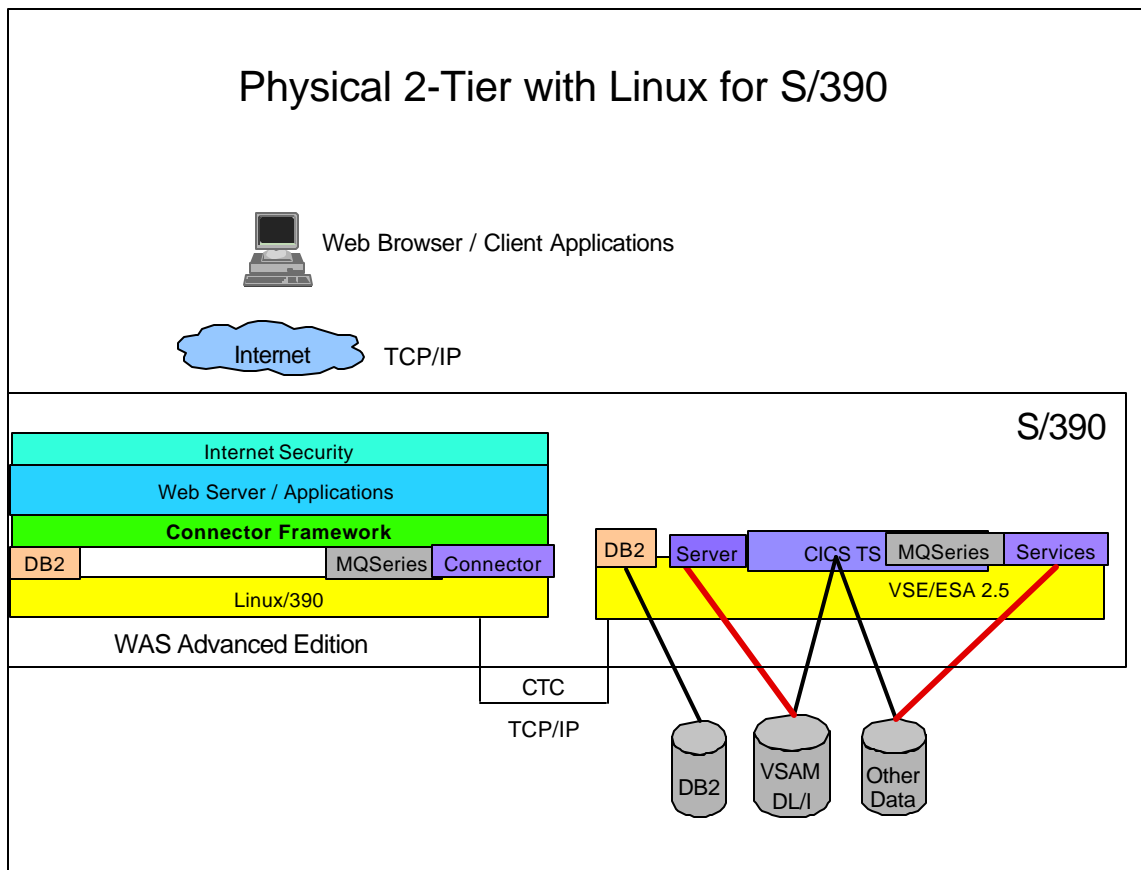 Physical 2-Tier with Linux for S/390
Web Browser / Client Applications
Internet
TCP/IP
S/390
Internet Security
Web Server / Applications
Connector Framework
DB2
MQSeries
Connector
Linux/390
WAS Advanced Edition
DB2
Server
CICS TS
MQSeries
Services
VSE/ESA 2.5
CTC
TCP/IP
DB2
VSAM
DL/I
Other
Data